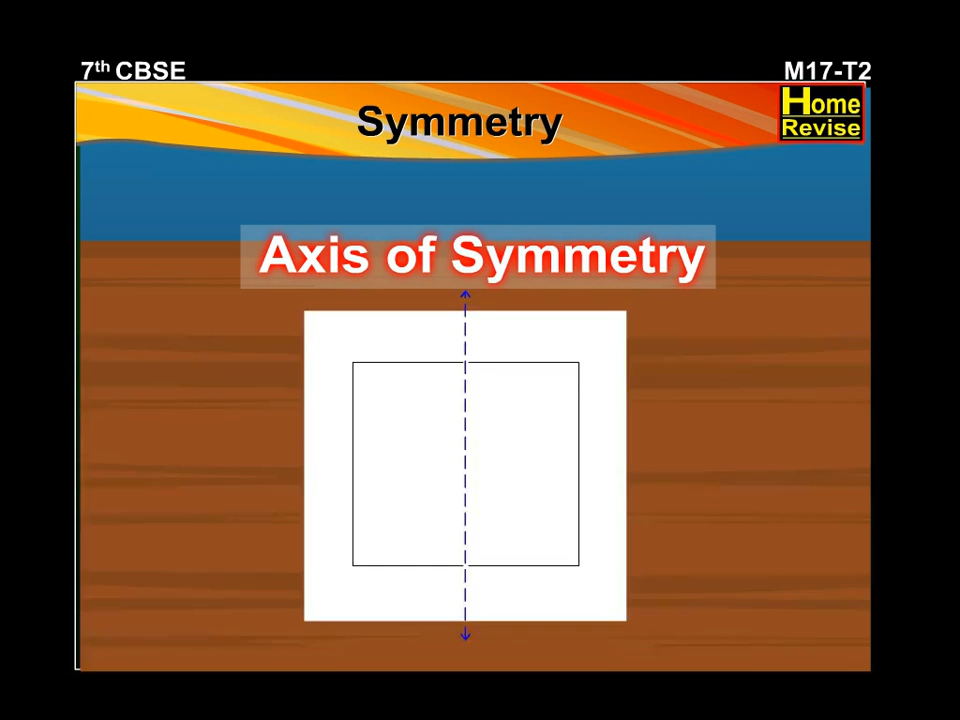 7th CBSE
M17-T2
Symmetry
Home
Revise
Axis of Symmetry